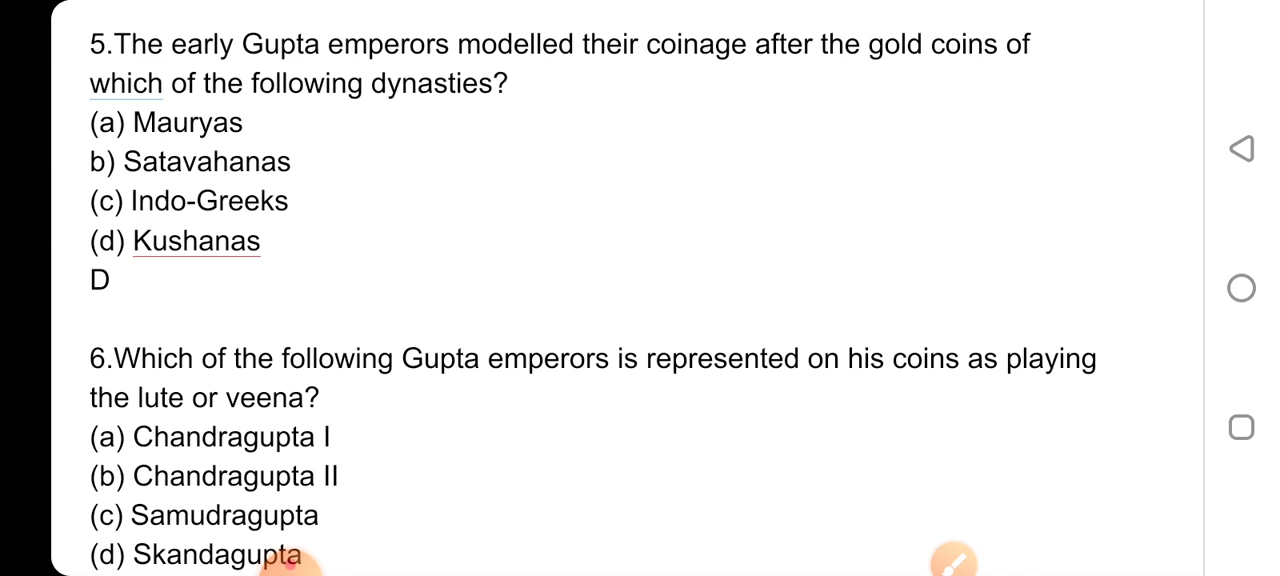 5.The early Gupta emperors modelled their coinage after the gold coins of
which of the following dynasties?
(a) Mauryas
b) Satavahanas
(c) Indo-Greeks
(d) Kushanas
D
6.Which of the following Gupta emperors is represented on his coins as playing
the lute or veena?
(a) Chandragupta I
(b) Chandragupta II
(c) Samudragupta
(d) Skandagupta